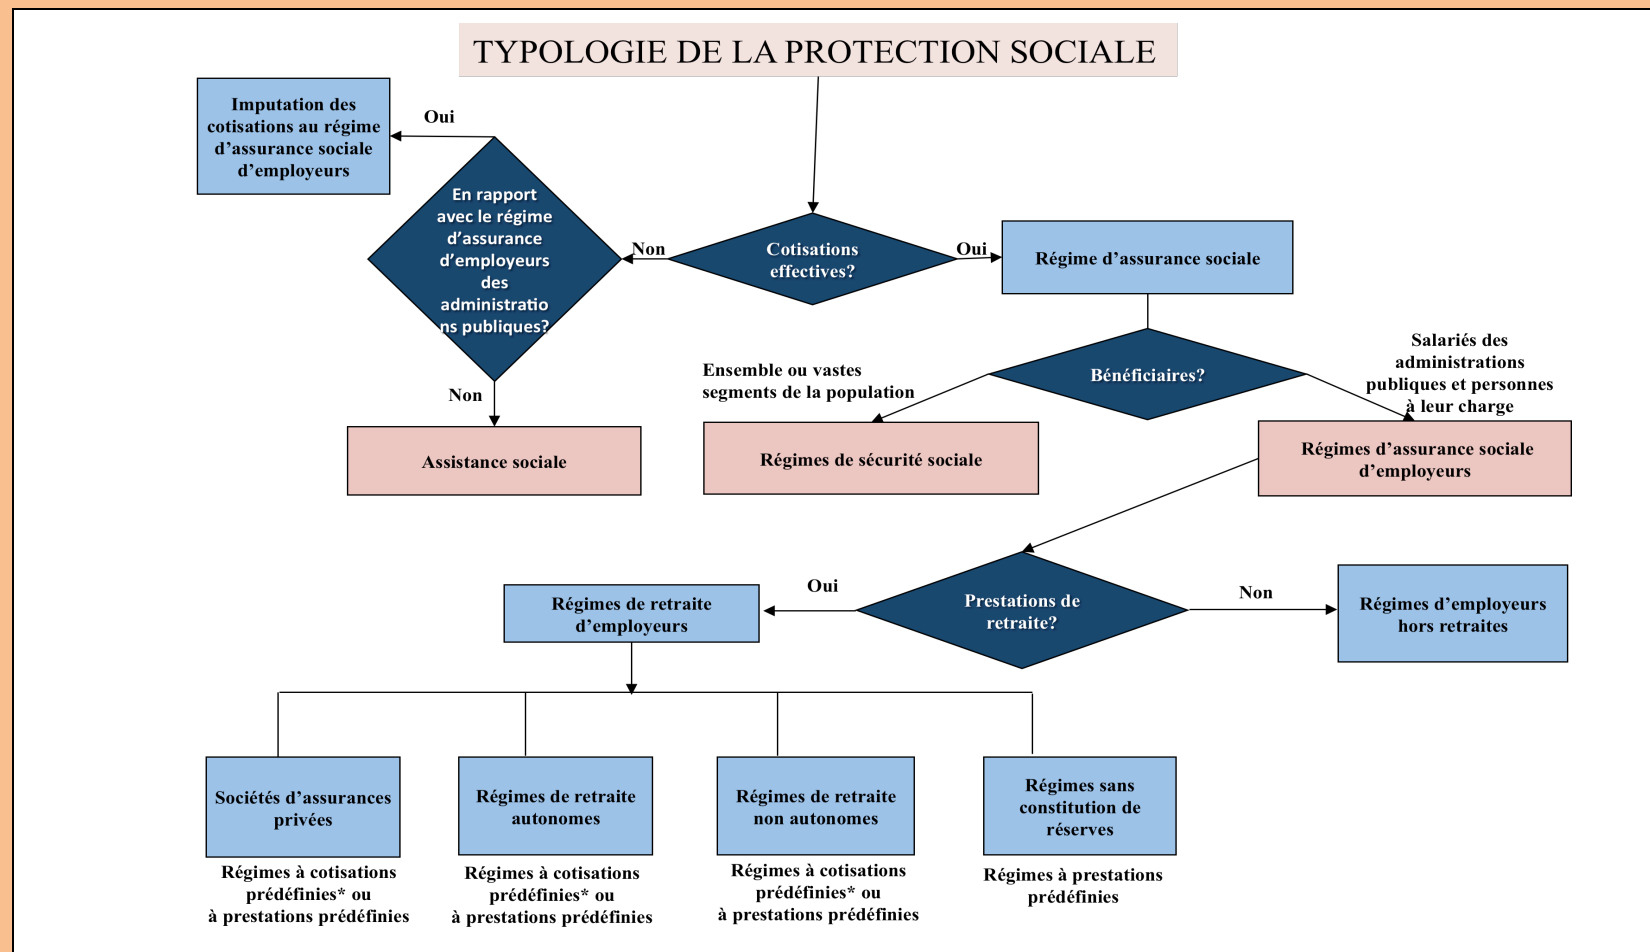 TYPOLOGIE DE LA PROTECTION SOCIALE
Imputation des
cotisations au régime
d’assurance sociale
d’employeurs
Oui
En rapport
avec le régime
d’assurance
d’employeurs
des
administratio
ns publiques?
Non
Cotisations
effectives?
Oui
Régime d’assurance sociale
Non
Assistance sociale
Ensemble ou vastes
segments de la population
Bénéficiaires?
Salariés des
administrations
publiques et personnes
à leur charge
Régimes de sécurité sociale
Régimes d’assurance sociale
d’employeurs
Régimes de retraite
d’employeurs
Oui
Prestations de
retraite?
Non
Régimes d’employeurs
hors retraites
Sociétés d’assurances
privées
Régimes de retraite
autonomes
Régimes de retraite
non autonomes
Régimes sans
constitution de
réserves
Régimes à cotisations
prédéfinies* ou
à prestations prédéfinies
Régimes à cotisations
prédéfinies* ou
à prestations prédéfinies
Régimes à cotisations
prédéfinies* ou
à prestations prédéfinies
Régimes à prestations
prédéfinies